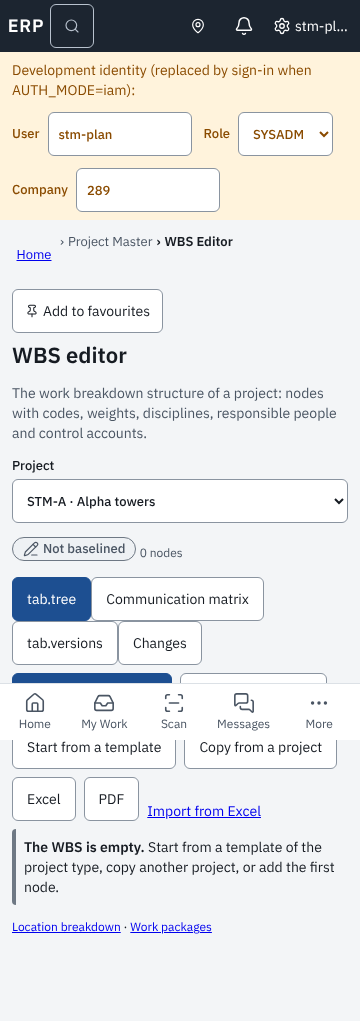 ERP
stm-pl...
Development identity (replaced by sign-in when
AUTH_MODE=iam):
User stm-plan Role SYSADM
Company 289
Home › Project Master › WBS Editor
Add to favourites
WBS editor
The work breakdown structure of a project: nodes
with codes, weights, disciplines, responsible people
and control accounts.
Project
STM-A · Alpha towers
Not baselined 0 nodes
tab.tree Communication matrix
tab.versions Changes
Home My Work Scan Messages More
Start from a template Copy from a project
Excel PDF Import from Excel
The WBS is empty. Start from a template of the
project type, copy another project, or add the first
node.
Location breakdown · Work packages